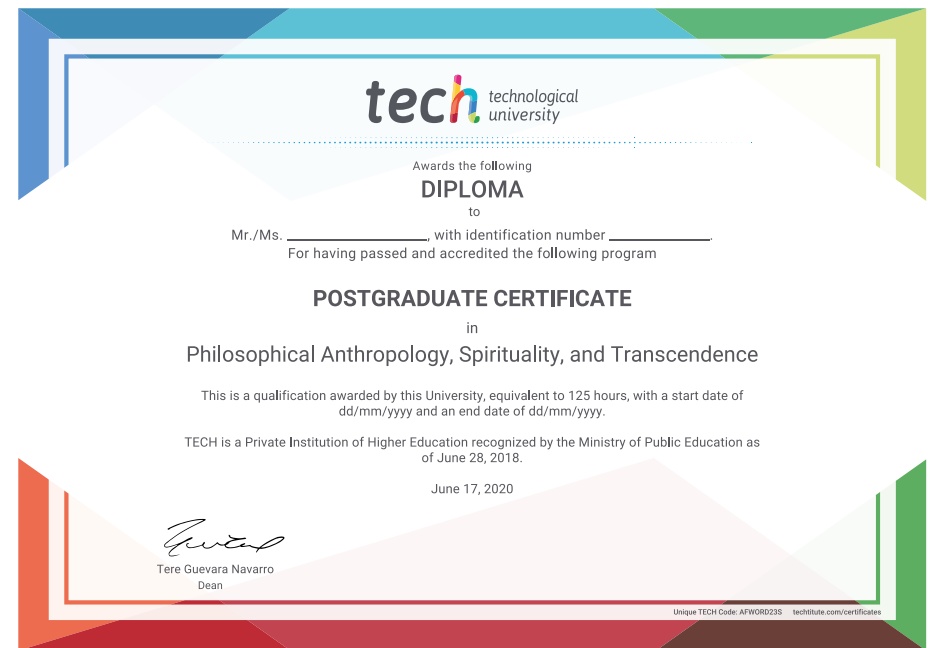 tech technological
university
Awards the following
DIPLOMA
to
Mr./Ms. ____________________, with identification number ______________.
For having passed and accredited the following program
POSTGRADUATE CERTIFICATE
in
Philosophical Anthropology, Spirituality, and Transcendence
This is a qualification awarded by this University, equivalent to 125 hours, with a start date of
dd/mm/yyyy and an end date of dd/mm/yyyy.
TECH is a Private Institution of Higher Education recognized by the Ministry of Public Education as
of June 28, 2018.
June 17, 2020
Tere Guevara Navarro
Dean
Unique TECH Code: AFWORD23S techtitute.com/certificates